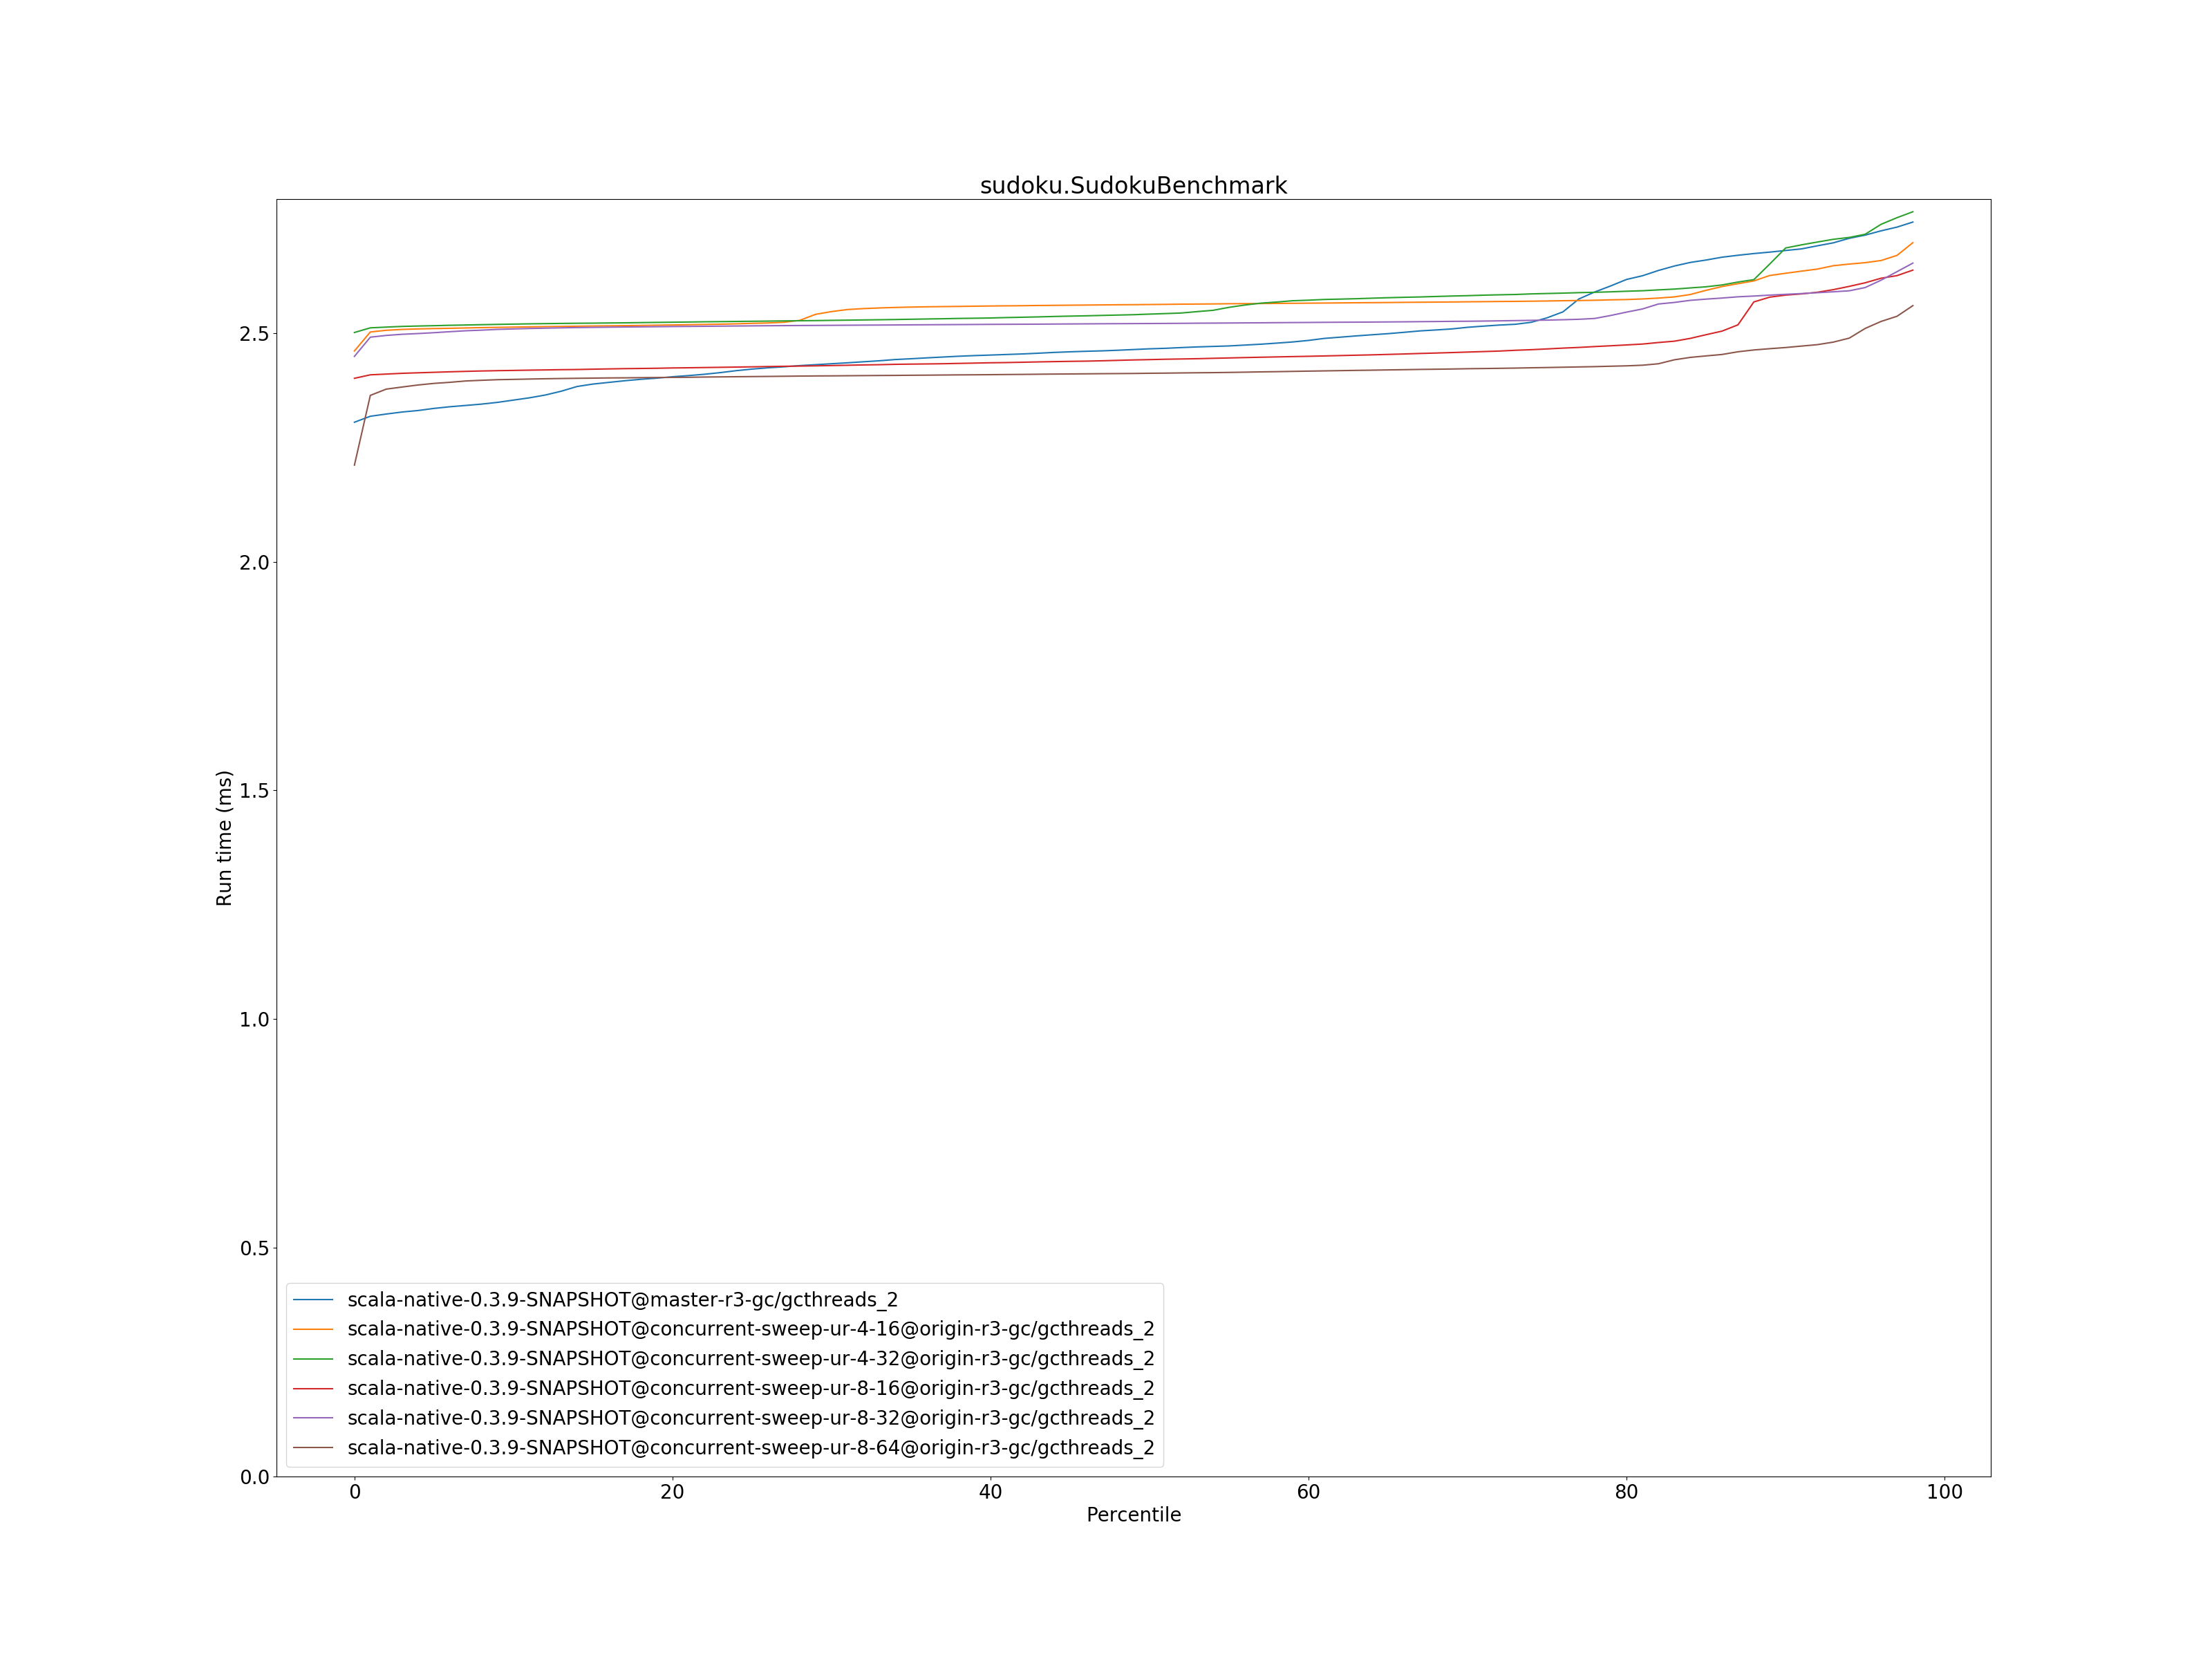 sudoku.SudokuBenchmark
Run time (ms)
2.5
2.0
1.5
1.0
0.5
0.0
scala-native-0.3.9-SNAPSHOT@master-r3-gc/gcthreads_2
scala-native-0.3.9-SNAPSHOT@concurrent-sweep-ur-4-16@origin-r3-gc/gcthreads_2
scala-native-0.3.9-SNAPSHOT@concurrent-sweep-ur-4-32@origin-r3-gc/gcthreads_2
scala-native-0.3.9-SNAPSHOT@concurrent-sweep-ur-8-16@origin-r3-gc/gcthreads_2
scala-native-0.3.9-SNAPSHOT@concurrent-sweep-ur-8-32@origin-r3-gc/gcthreads_2
scala-native-0.3.9-SNAPSHOT@concurrent-sweep-ur-8-64@origin-r3-gc/gcthreads_2
0 20 40 60 80 100
Percentile